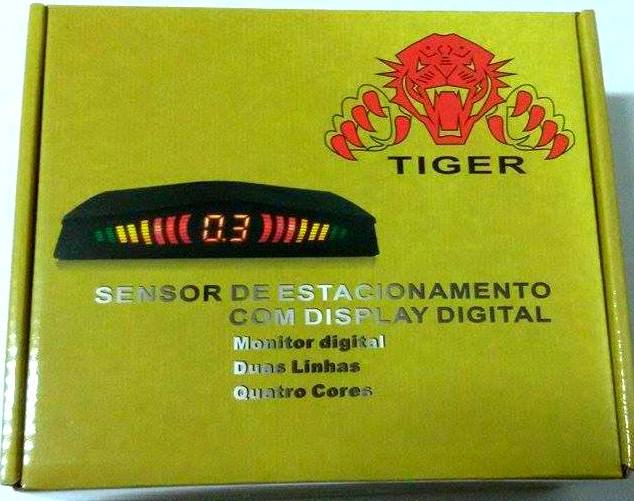 TIGER
0.3
SENSOR DE ESTACIONAMENTO
COM DISPLAY DIGITAL
Monitor digital
Duas Linhas
Quatro Cores